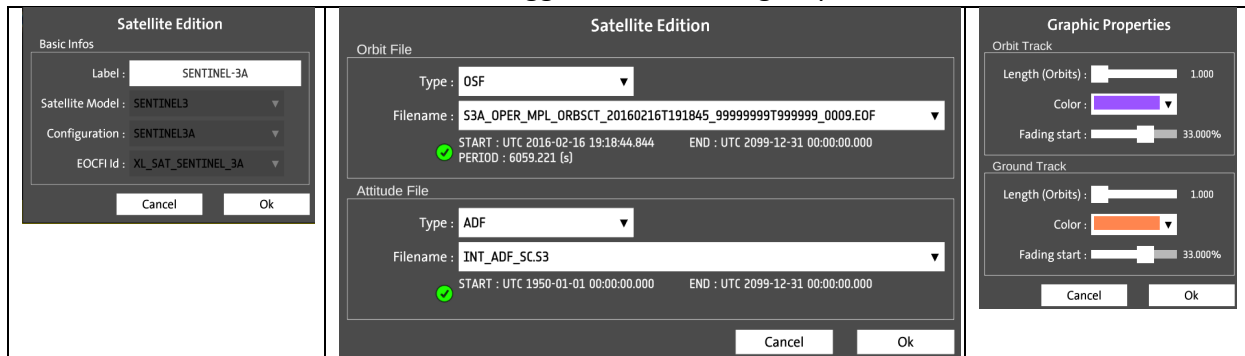 Satellite Edition
Basic Infos
Label : SENTINEL-3A
Satellite Model : SENTINEL3
Configuration : SENTINEL3A
EOCFI Id : XL_SAT_SENTINEL_3A
Cancel Ok
Satellite Edition
Orbit File
Type : OSF
Filename : S3A_OPER_MPL_ORBSCT_20160216T191845_99999999T999999_0009.EOF
START : UTC 2016-02-16 19:18:44.844 END : UTC 2099-12-31 00:00:00.000
PERIOD : 6059.221 (s)
Attitude File
Type : ADF
Filename : INT_ADF_SC.S3
START : UTC 1950-01-01 00:00:00.000 END : UTC 2099-12-31 00:00:00.000
Cancel Ok
Graphic Properties
Orbit Track
Length (Orbits) : 1.000
Color :
Fading start : 33.000%
Ground Track
Length (Orbits) : 1.000
Color :
Fading start : 33.000%
Cancel Ok